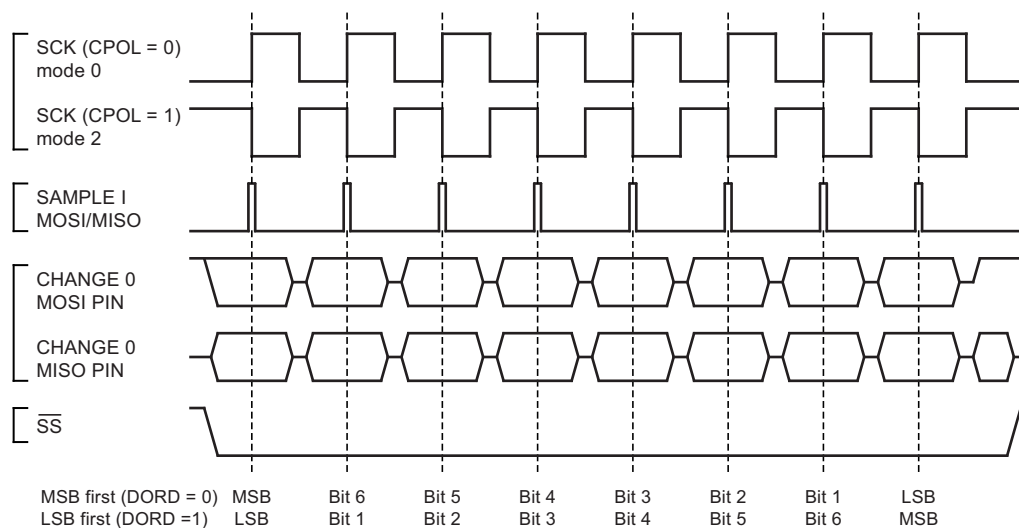 SCK (CPOL = 0)
mode 0
SCK (CPOL = 1)
mode 2
SAMPLE I
MOSI/MISO
CHANGE 0
MOSI PIN
CHANGE 0
MISO PIN
SS
MSB first (DORD = 0) MSB Bit 6 Bit 5 Bit 4 Bit 3 Bit 2 Bit 1 LSB
LSB first (DORD =1) LSB Bit 1 Bit 2 Bit 3 Bit 4 Bit 5 Bit 6 MSB